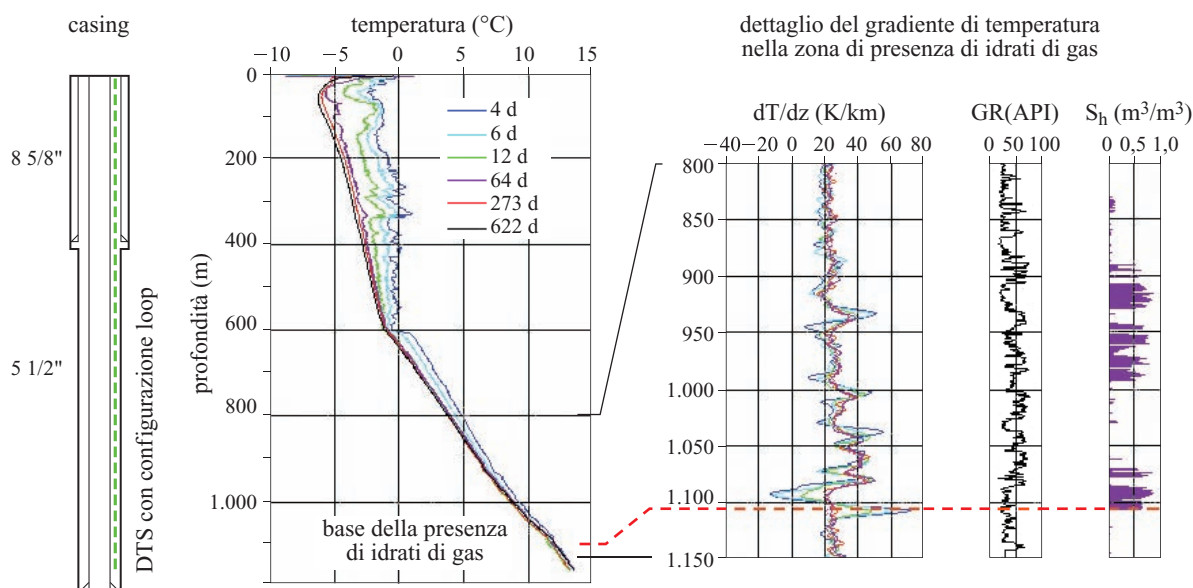 casing
8 5/8"
5 1/2"
DTS con configurazione loop
temperatura (°C)
−10 −5 0 5 10 15
profondità (m)
0
200
400
600
800
1.000
4 d
6 d
12 d
64 d
273 d
622 d
base della presenza
di idrati di gas
dettaglio del gradiente di temperatura
nella zona di presenza di idrati di gas
dT/dz (K/km)
−40 −20 0 20 40 60 80
800
850
900
950
1.000
1.050
1.100
1.150
GR(API)
0 50 100
Sh (m³/m³)
0 0,5 1,0